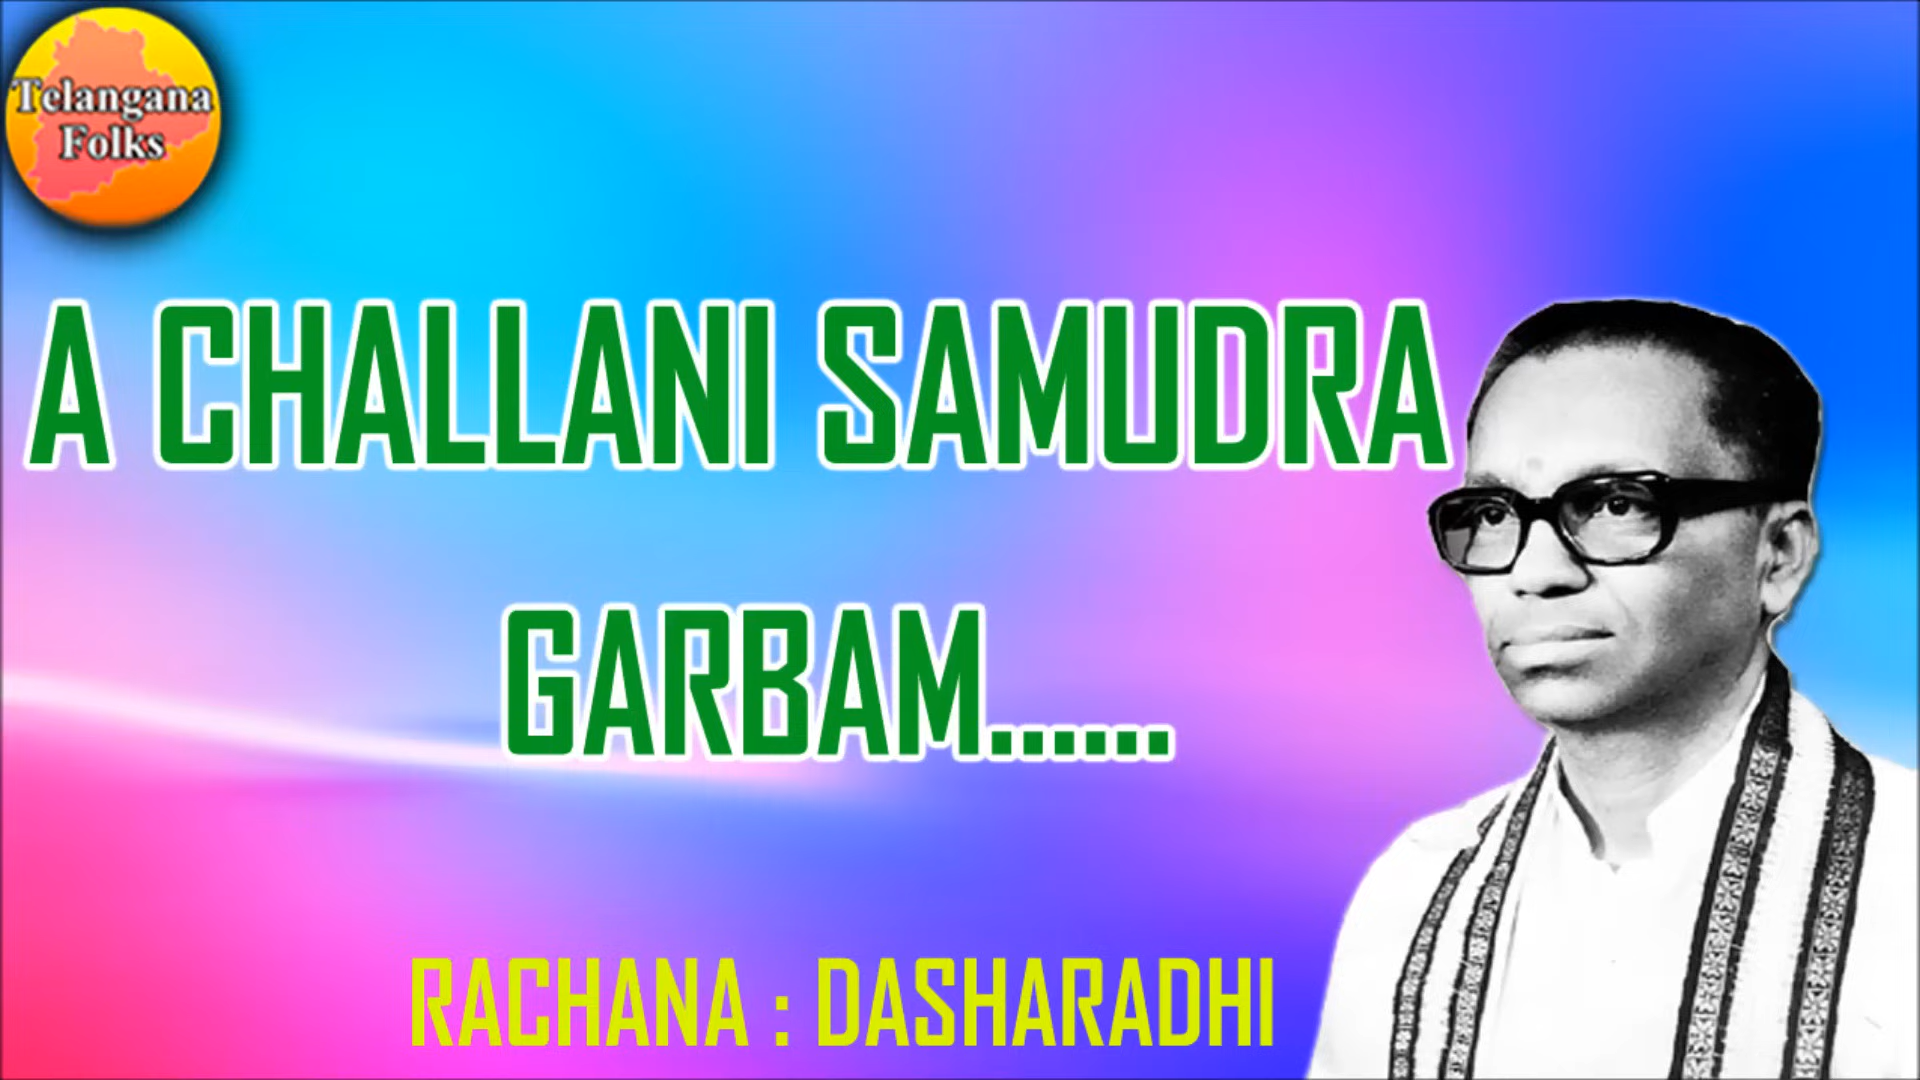 Telangana
Folks
A CHALLANI SAMUDRA
GARBAM......
RACHANA : DASHARADHI